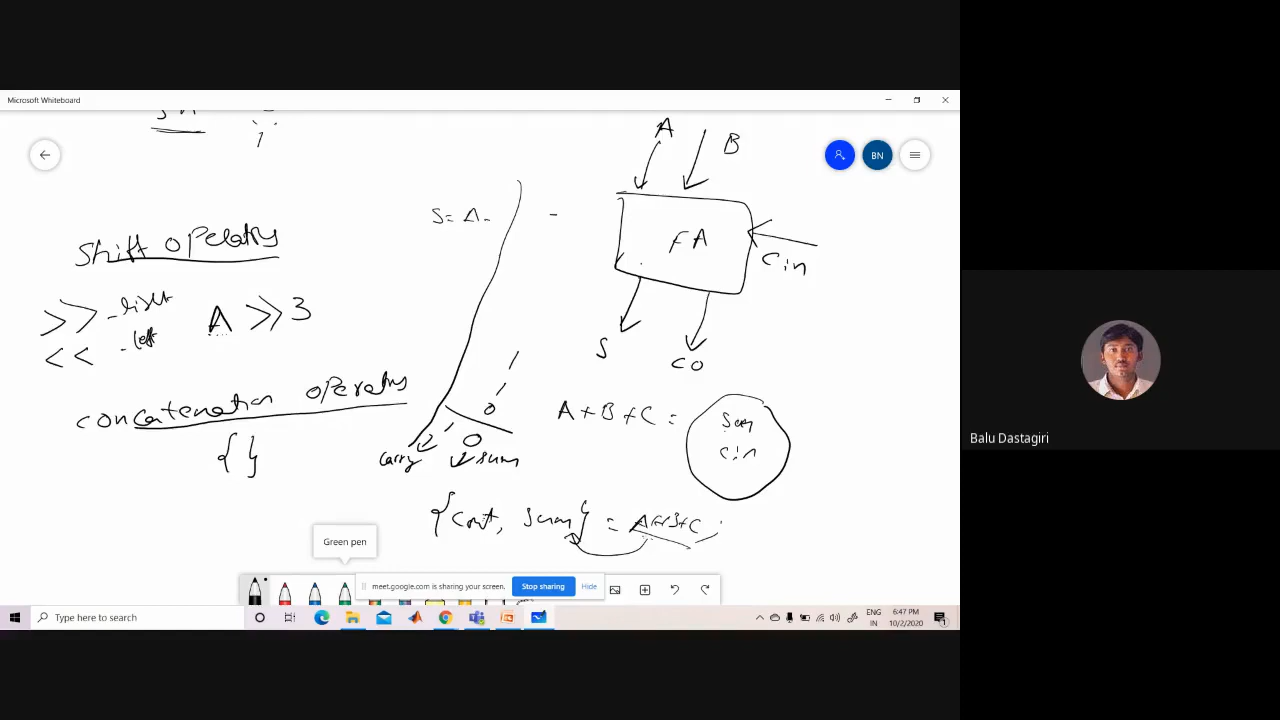 Microsoft Whiteboard
BN
A
B
S = A
FA
Cin
Shift operators
>> - right
<< - left
A >> 3
S
CO
concatenation operators
{ }
0
0
carry
sum
A + B + C =
Sum
Cin
{Cout, Sum} = A+B+C ;
Green pen
meet.google.com is sharing your screen.
Stop sharing
Hide
Type here to search
ENG
IN
6:47 PM
10/2/2020
Balu Dastagiri